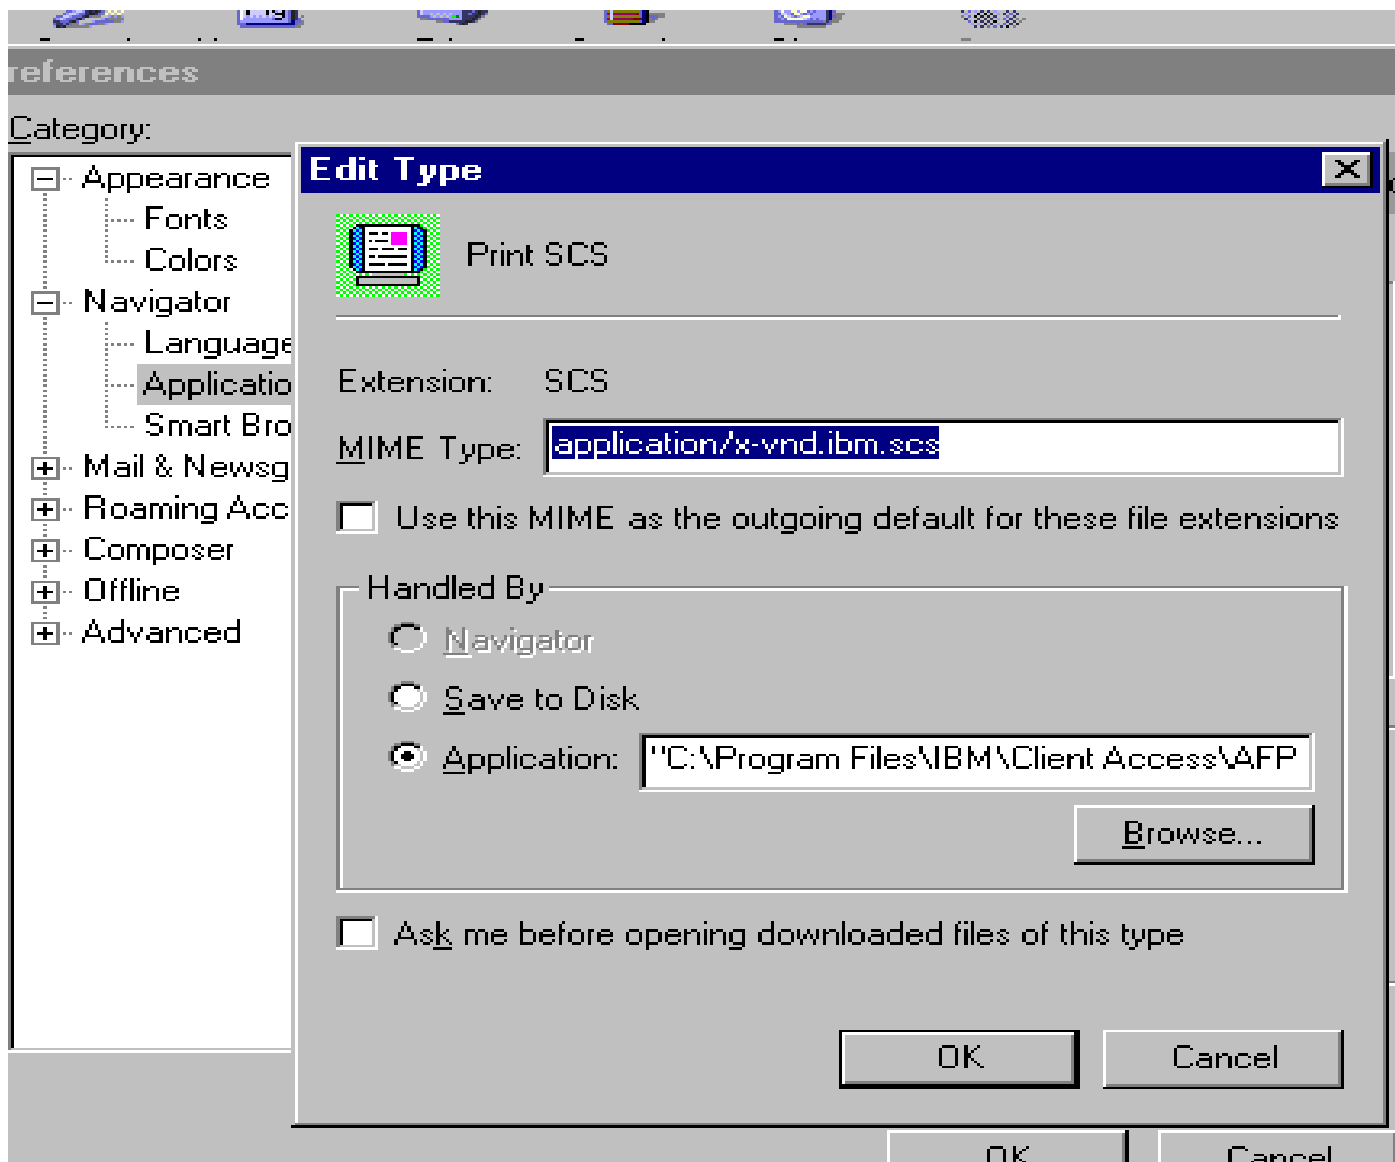 references
Category:
Appearance
Fonts
Colors
Navigator
Language
Applicatio
Smart Bro
Mail & Newsg
Roaming Acc
Composer
Offline
Advanced
Edit Type
Print SCS
Extension: SCS
MIME Type: application/x-vnd.ibm.scs
Use this MIME as the outgoing default for these file extensions
Handled By
Navigator
Save to Disk
Application: "C:\Program Files\IBM\Client Access\AFP
Browse...
Ask me before opening downloaded files of this type
OK Cancel
OK Cancel